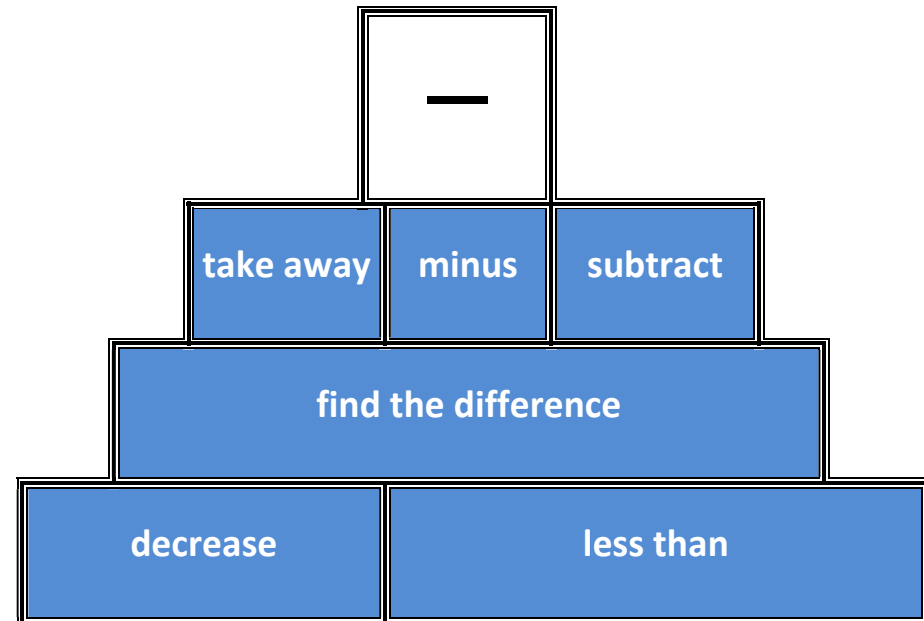 —
take away minus subtract
find the difference
decrease less than